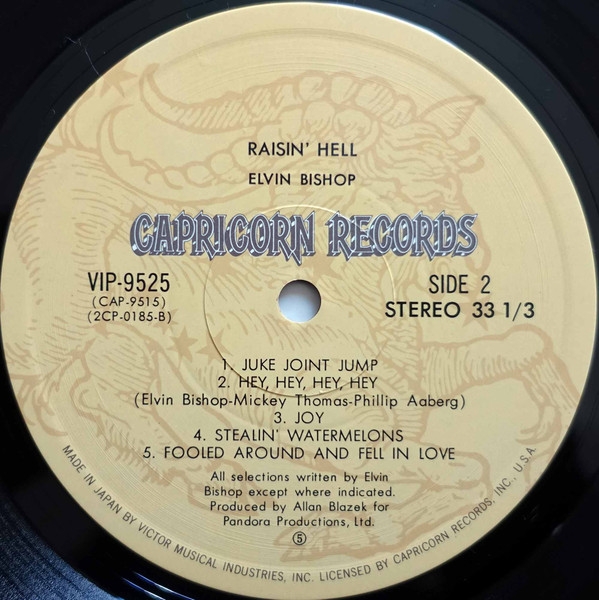 RAISIN' HELL
ELVIN BISHOP
CAPRICORN RECORDS
VIP-9525
(CAP-9515)
(2CP-0185-B)
SIDE 2
STEREO 33 1/3
1. JUKE JOINT JUMP
2. HEY, HEY, HEY, HEY
(Elvin Bishop-Mickey Thomas-Phillip Aaberg)
3. JOY
4. STEALIN' WATERMELONS
5. FOOLED AROUND AND FELL IN LOVE
All selections written by Elvin
Bishop except where indicated.
Produced by Allan Blazek for
Pandora Productions, Ltd.
⑤
MADE IN JAPAN BY VICTOR MUSICAL INDUSTRIES, INC. LICENSED BY CAPRICORN RECORDS, INC., U.S.A.